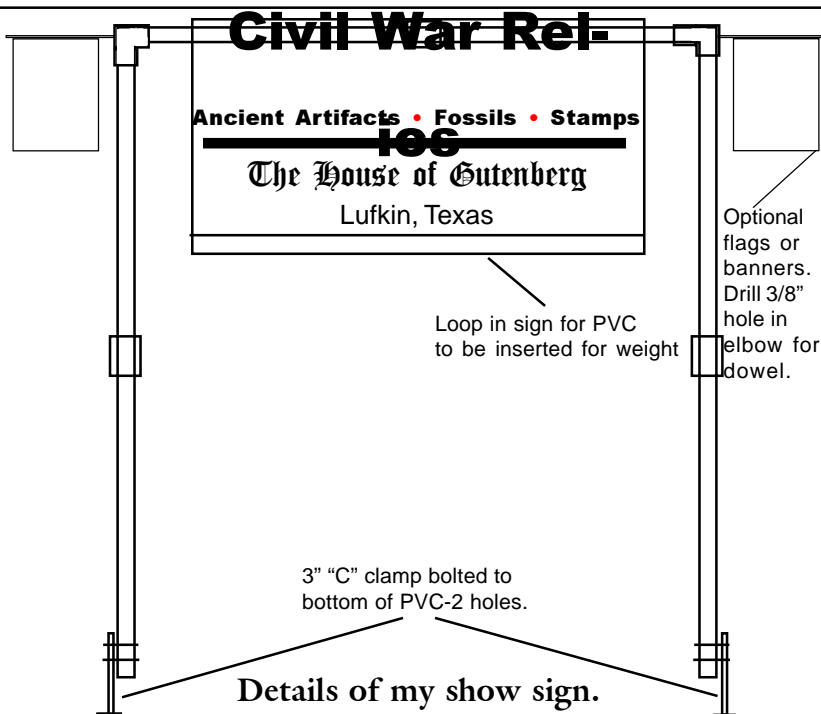 Civil War Rel-
ics
Ancient Artifacts • Fossils • Stamps
The House of Gutenberg
Lufkin, Texas
Optional
flags or
banners.
Drill 3/8”
hole in
elbow for
dowel.
Loop in sign for PVC
to be inserted for weight
3” “C” clamp bolted to
bottom of PVC-2 holes.
Details of my show sign.